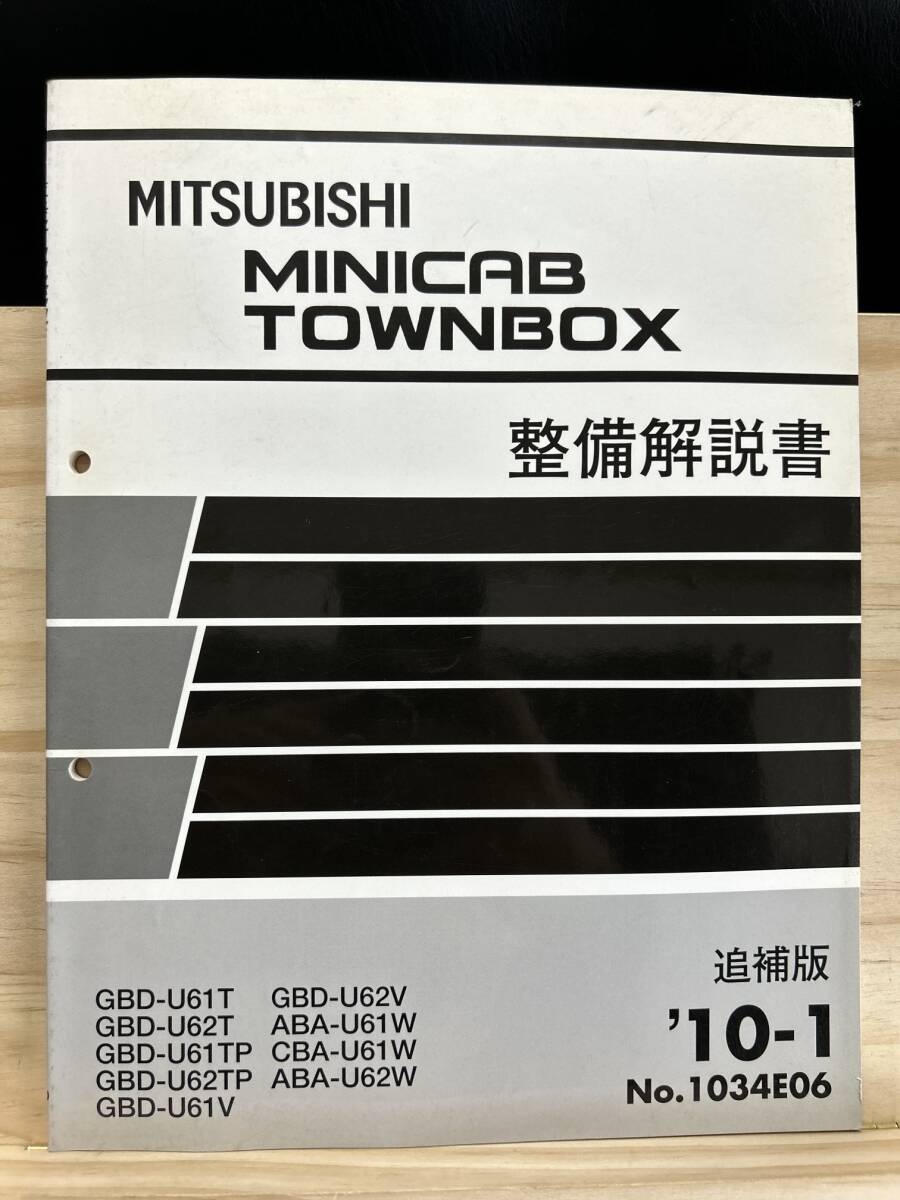 MITSUBISHI
MINICAB
TOWNBOX
整備解説書
追補版
'10-1
No.1034E06
GBD-U61T GBD-U62V
GBD-U62T ABA-U61W
GBD-U61TP CBA-U61W
GBD-U62TP ABA-U62W
GBD-U61V